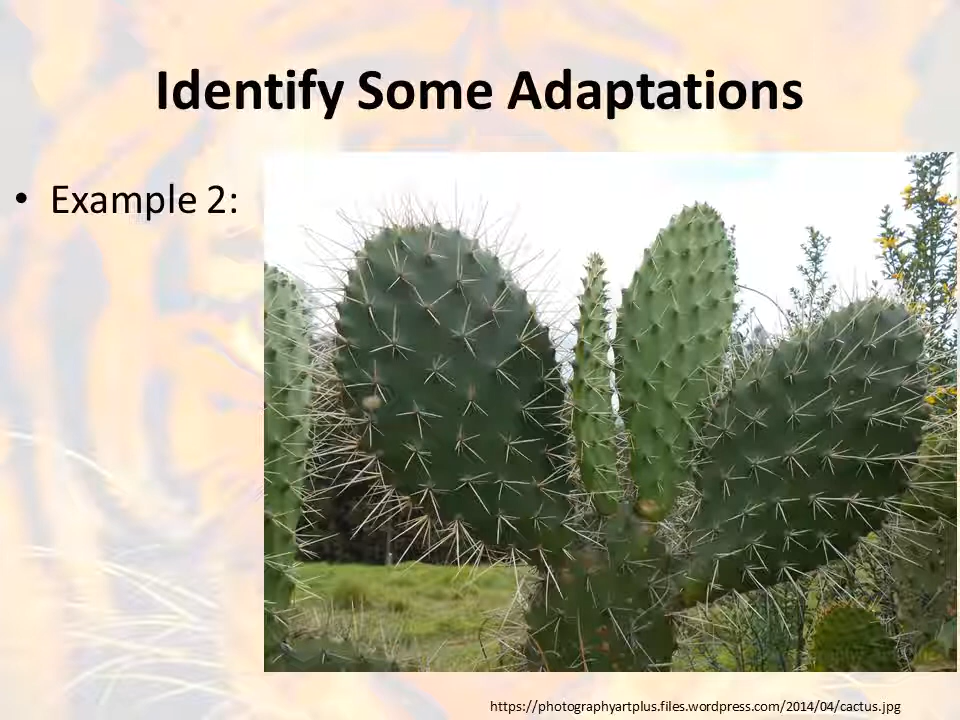 Identify Some Adaptations
• Example 2:
https://photographyartplus.files.wordpress.com/2014/04/cactus.jpg